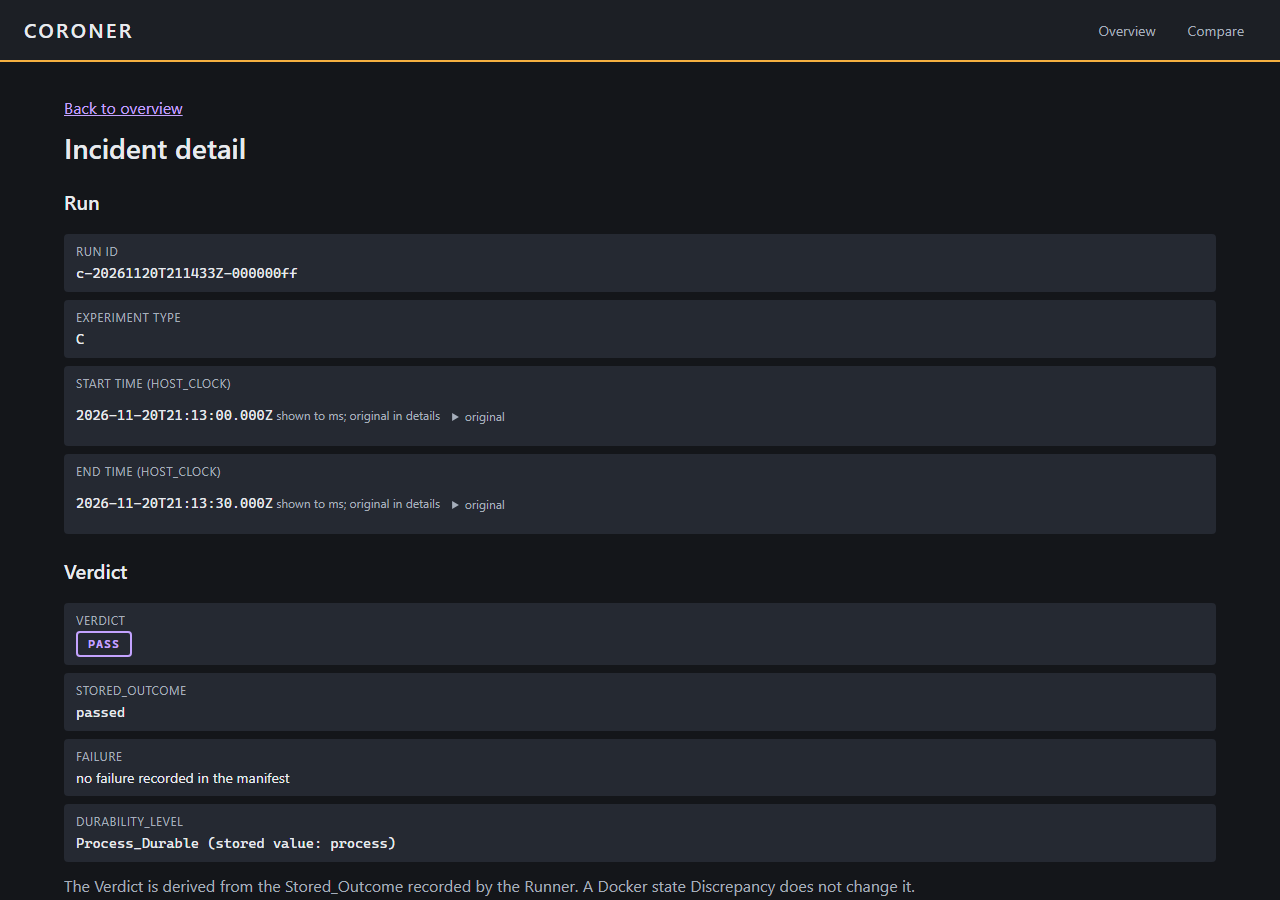 CORONER
Overview Compare
Back to overview
Incident detail
Run
RUN ID
c-20261120T211433Z-000000ff
EXPERIMENT TYPE
C
START TIME (HOST_CLOCK)
2026-11-20T21:13:00.000Z shown to ms; original in details ▶ original
END TIME (HOST_CLOCK)
2026-11-20T21:13:30.000Z shown to ms; original in details ▶ original
Verdict
VERDICT
PASS
STORED_OUTCOME
passed
FAILURE
no failure recorded in the manifest
DURABILITY_LEVEL
Process_Durable (stored value: process)
The Verdict is derived from the Stored_Outcome recorded by the Runner. A Docker state Discrepancy does not change it.